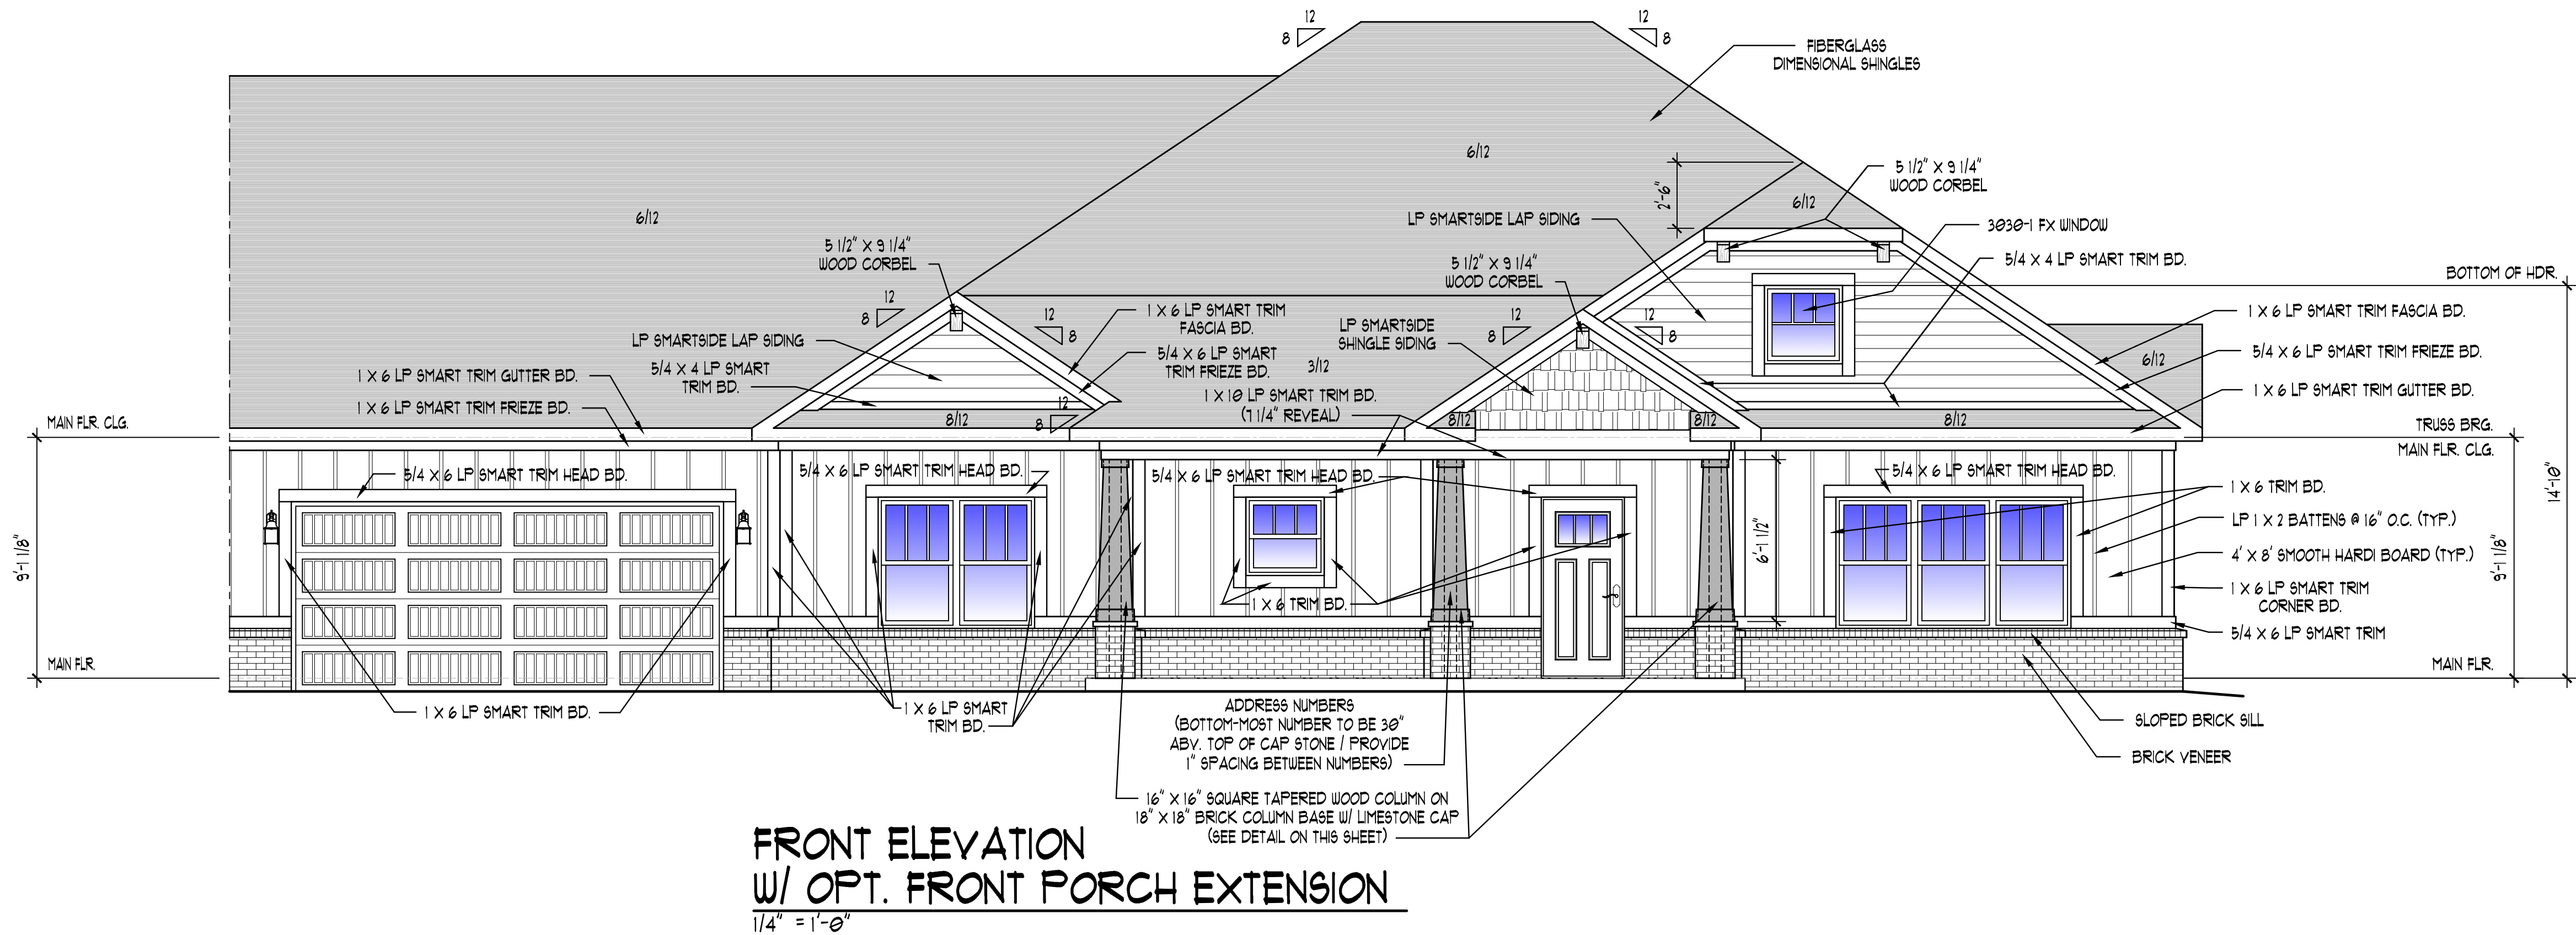 12
8
12
8
FIBERGLASS
DIMENSIONAL SHINGLES
6/12
5 1/2" X 9 1/4"
WOOD CORBEL
2'-6"
6/12
6/12
LP SMARTSIDE LAP SIDING
3030-1 FX WINDOW
5 1/2" X 9 1/4"
WOOD CORBEL
5 1/2" X 9 1/4"
WOOD CORBEL
5/4 X 4 LP SMART TRIM BD.
BOTTOM OF HDR.
12
8
12
8
1 X 6 LP SMART TRIM
FASCIA BD.
LP SMARTSIDE
SHINGLE SIDING
12
8
12
8
1 X 6 LP SMART TRIM FASCIA BD.
LP SMARTSIDE LAP SIDING
5/4 X 6 LP SMART
TRIM FRIEZE BD.
5/4 X 6 LP SMART TRIM FRIEZE BD.
6/12
5/4 X 4 LP SMART
TRIM BD.
3/12
1 X 6 LP SMART TRIM GUTTER BD.
1 X 6 LP SMART TRIM GUTTER BD.
1 X 10 LP SMART TRIM BD.
(7 1/4" REVEAL)
1 X 6 LP SMART TRIM FRIEZE BD.
12
8
8/12
8/12
8/12
8/12
MAIN FLR. CLG.
TRUSS BRG.
MAIN FLR. CLG.
5/4 X 6 LP SMART TRIM HEAD BD.
5/4 X 6 LP SMART TRIM HEAD BD.
5/4 X 6 LP SMART TRIM HEAD BD.
5/4 X 6 LP SMART TRIM HEAD BD.
1 X 6 TRIM BD.
14'-10"
LP 1 X 2 BATTENS @ 16" O.C. (TYP.)
6'-1 1/2"
9'-1 1/8"
9'-1 1/8"
4' X 8' SMOOTH HARDI BOARD (TYP.)
1 X 6 LP SMART TRIM
CORNER BD.
1 X 6 TRIM BD.
5/4 X 6 LP SMART TRIM
MAIN FLR.
MAIN FLR.
1 X 6 LP SMART TRIM BD.
1 X 6 LP SMART
TRIM BD.
ADDRESS NUMBERS
(BOTTOM-MOST NUMBER TO BE 30"
ABV. TOP OF CAP STONE / PROVIDE
1" SPACING BETWEEN NUMBERS)
SLOPED BRICK SILL
BRICK VENEER
16" X 16" SQUARE TAPERED WOOD COLUMN ON
18" X 18" BRICK COLUMN BASE W/ LIMESTONE CAP
(SEE DETAIL ON THIS SHEET)
FRONT ELEVATION
W/ OPT. FRONT PORCH EXTENSION
1/4" = 1'-0"